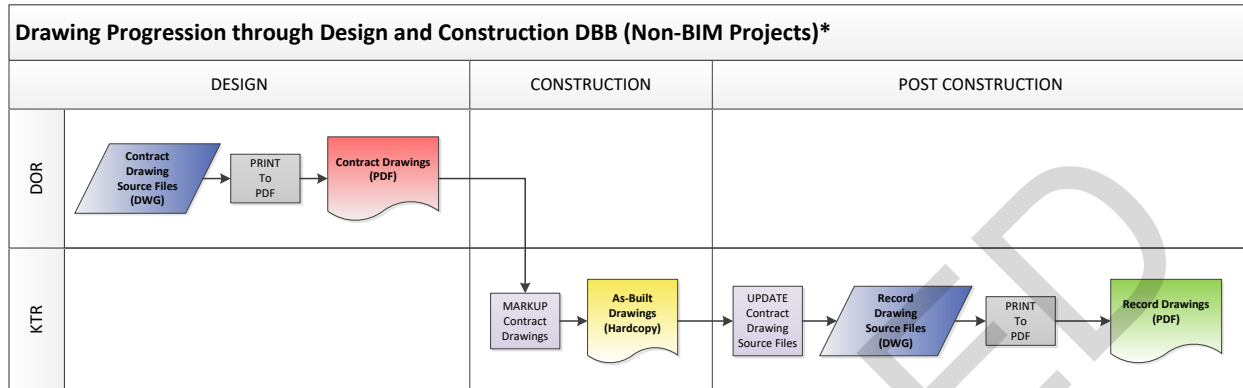 Drawing Progression through Design and Construction DBB (Non-BIM Projects)*
DESIGN
CONSTRUCTION
POST CONSTRUCTION
DOR
Contract
Drawing
Source Files
(DWG)
PRINT
To
PDF
Contract Drawings
(PDF)
KTR
MARKUP
Contract
Drawings
As-Built
Drawings
(Hardcopy)
UPDATE
Contract
Drawing
Source Files
Record
Drawing
Source Files
(DWG)
PRINT
To
PDF
Record Drawings
(PDF)
ED